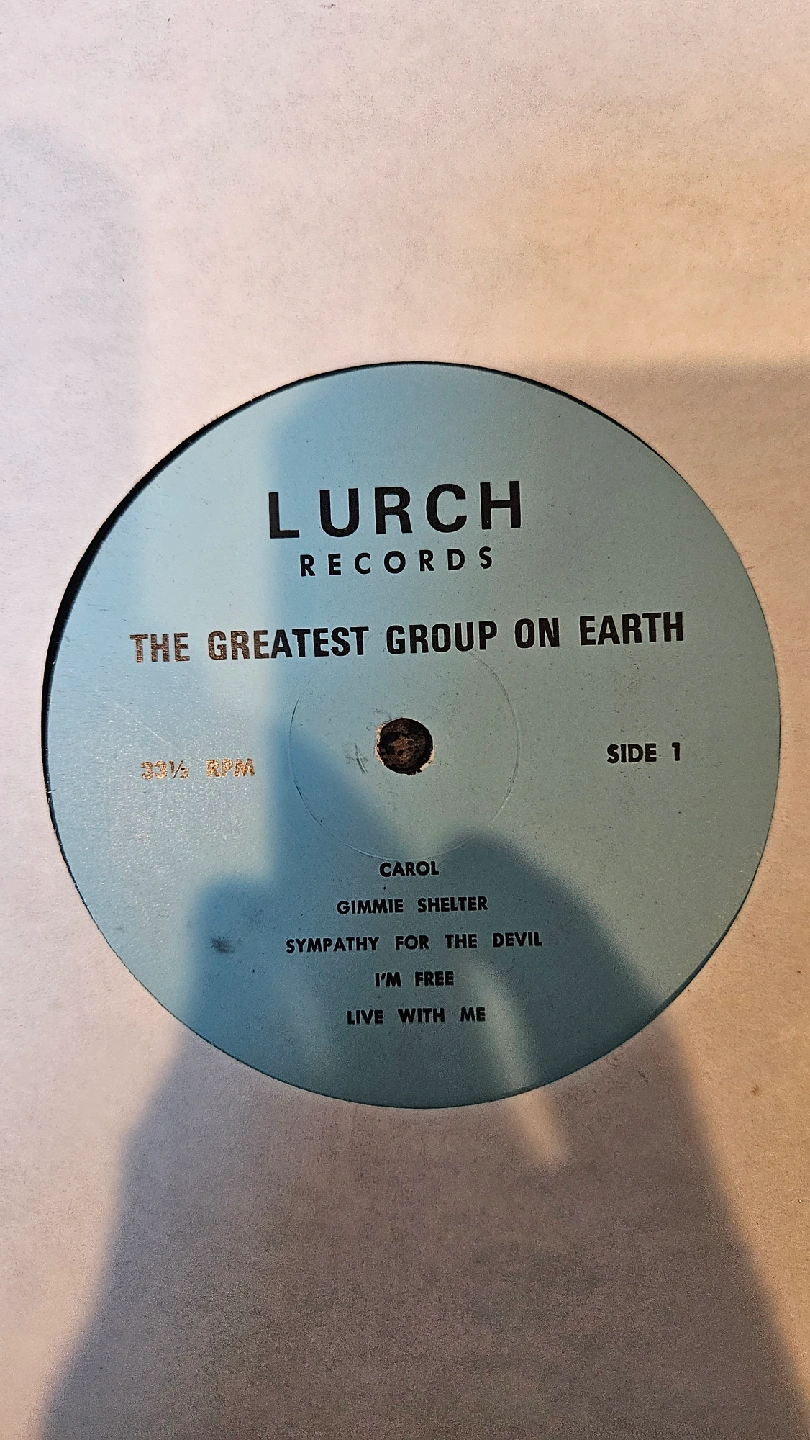 LURCH
RECORDS
THE GREATEST GROUP ON EARTH
33⅓ RPM
SIDE 1
CAROL
GIMMIE SHELTER
SYMPATHY FOR THE DEVIL
I'M FREE
LIVE WITH ME